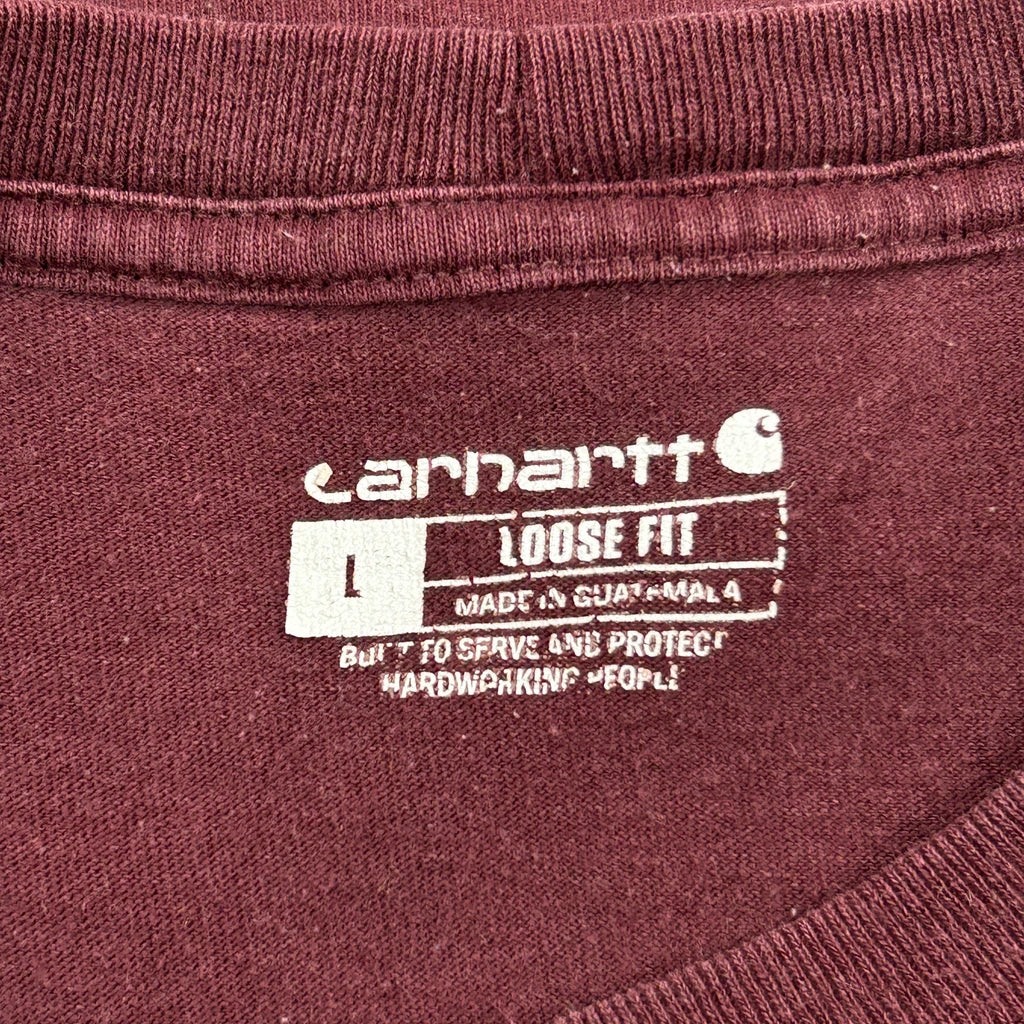 carhartt
L
LOOSE FIT
MADE IN GUATEMALA
BUILT TO SERVE AND PROTECT
HARDWORKING PEOPLE